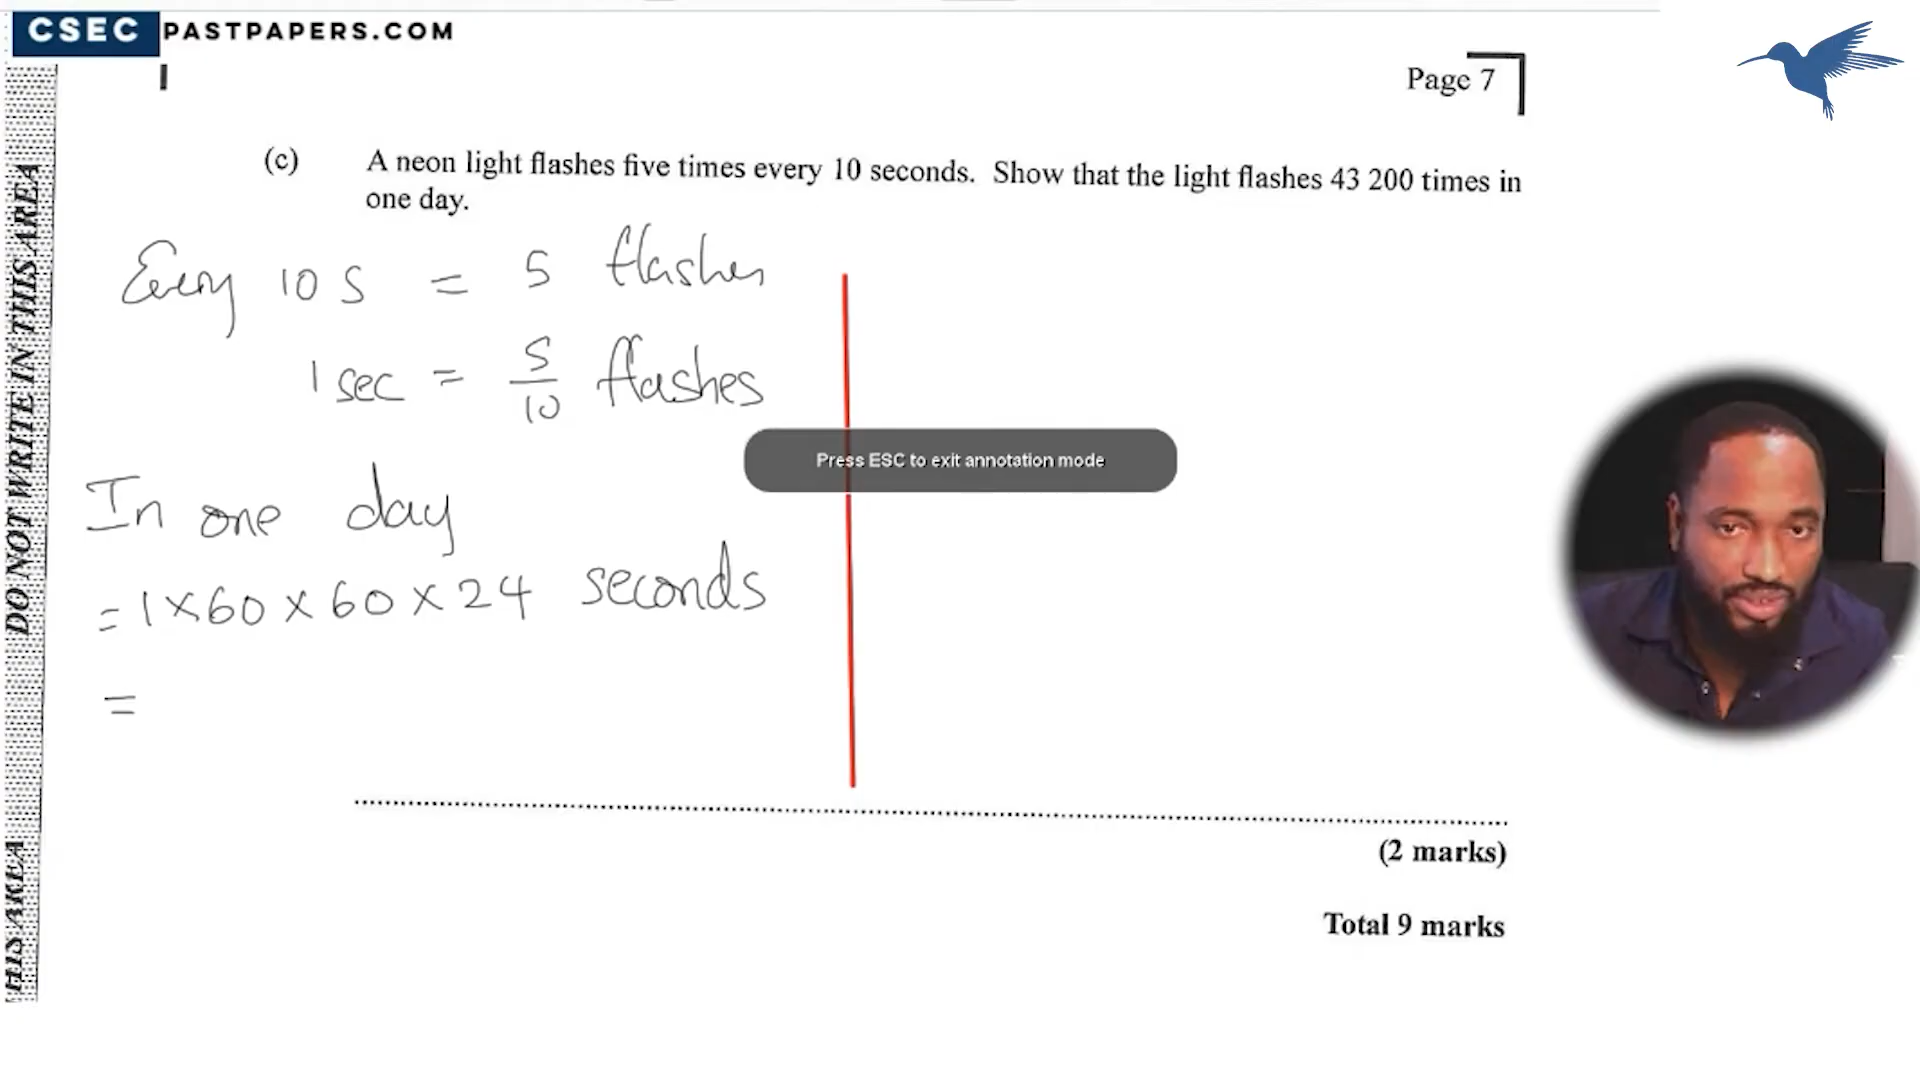 CSEC PASTPAPERS.COM
Page 7
(c) A neon light flashes five times every 10 seconds. Show that the light flashes 43 200 times in
one day.
Every 10 S = 5 flashes
1 sec = 5/10 flashes
Press ESC to exit annotation mode
In one day
= 1 × 60 × 60 × 24 seconds
=
(2 marks)
Total 9 marks
DO NOT WRITE IN THIS AREA
HIS AREA